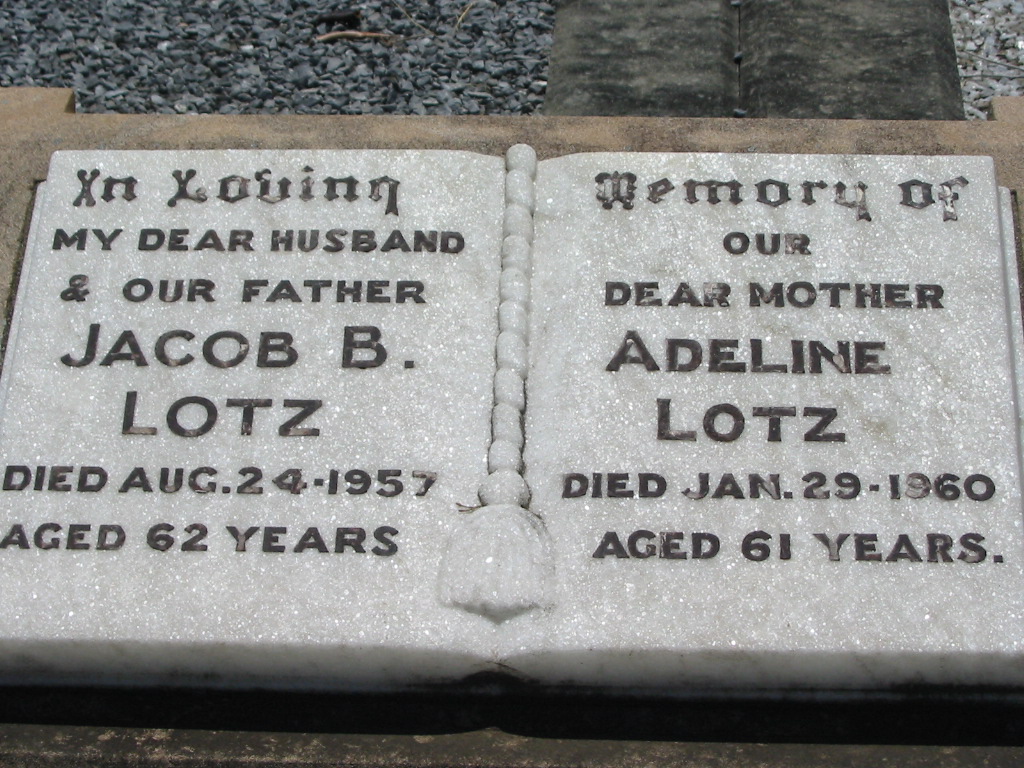 In Loving
MY DEAR HUSBAND
& OUR FATHER
JACOB B.
LOTZ
DIED AUG. 24-1957
AGED 62 YEARS
Memory of
OUR
DEAR MOTHER
ADELINE
LOTZ
DIED JAN. 29-1960
AGED 61 YEARS.